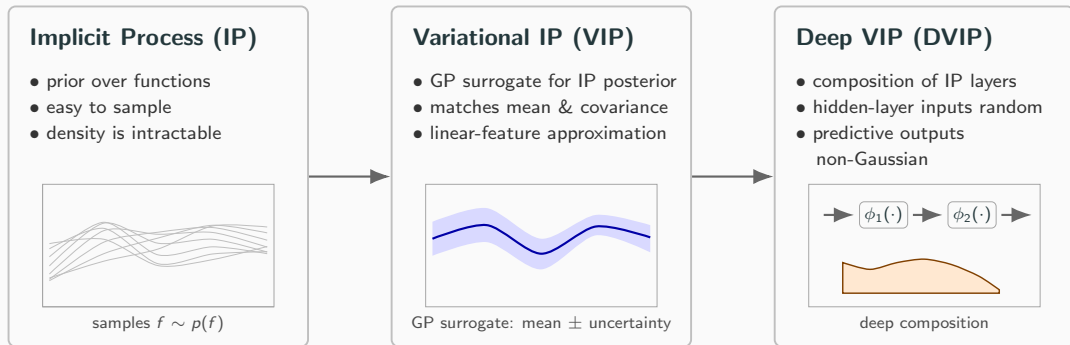 Implicit Process (IP)
• prior over functions
• easy to sample
• density is intractable
samples f ∼ p(f)
Variational IP (VIP)
• GP surrogate for IP posterior
• matches mean & covariance
• linear-feature approximation
GP surrogate: mean ± uncertainty
Deep VIP (DVIP)
• composition of IP layers
• hidden-layer inputs random
• predictive outputs
non-Gaussian
ϕ₁(·) ϕ₂(·)
deep composition